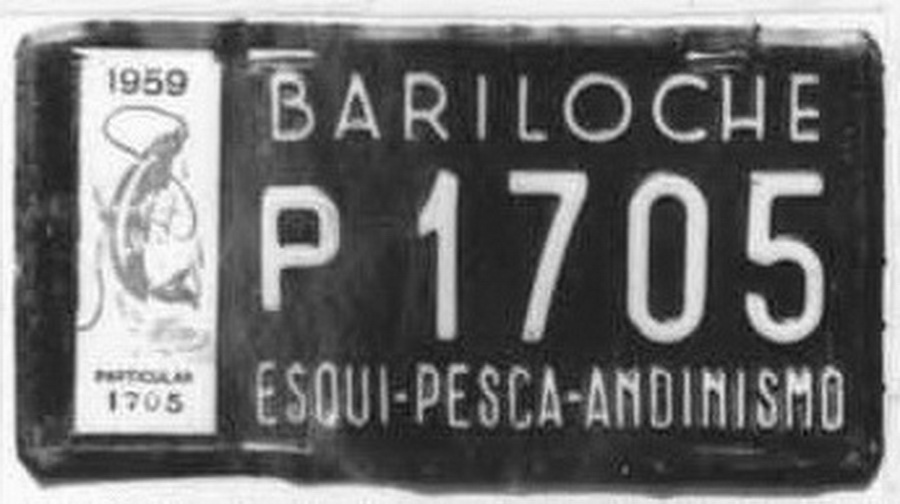 1959
PARTICULAR
1705
BARILOCHE
P 1705
ESQUI-PESCA-ANDINISMO